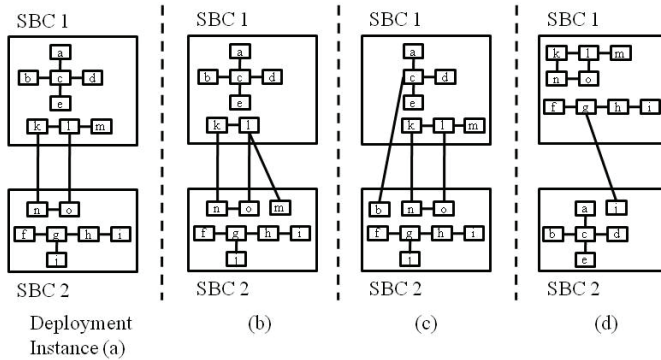 SBC 1
a
b c d
e
k l m
n o
f g h i
j
SBC 2
Deployment
Instance (a)
SBC 1
a
b c d
e
k l
n o m
f g h i
j
SBC 2
(b)
SBC 1
a
c d
e
k l m
b n o
f g h i
j
SBC 2
(c)
SBC 1
k l m
n o
f g h i
a j
b c d
e
SBC 2
(d)